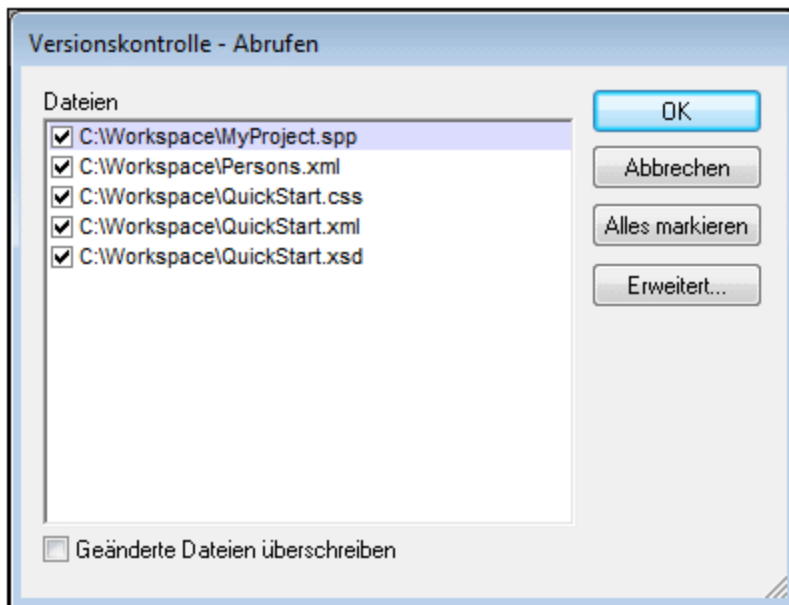 Versionskontrolle - Abrufen
Dateien
C:\Workspace\MyProject.spp
C:\Workspace\Persons.xml
C:\Workspace\QuickStart.css
C:\Workspace\QuickStart.xml
C:\Workspace\QuickStart.xsd
OK
Abbrechen
Alles markieren
Erweitert...
Geänderte Dateien überschreiben